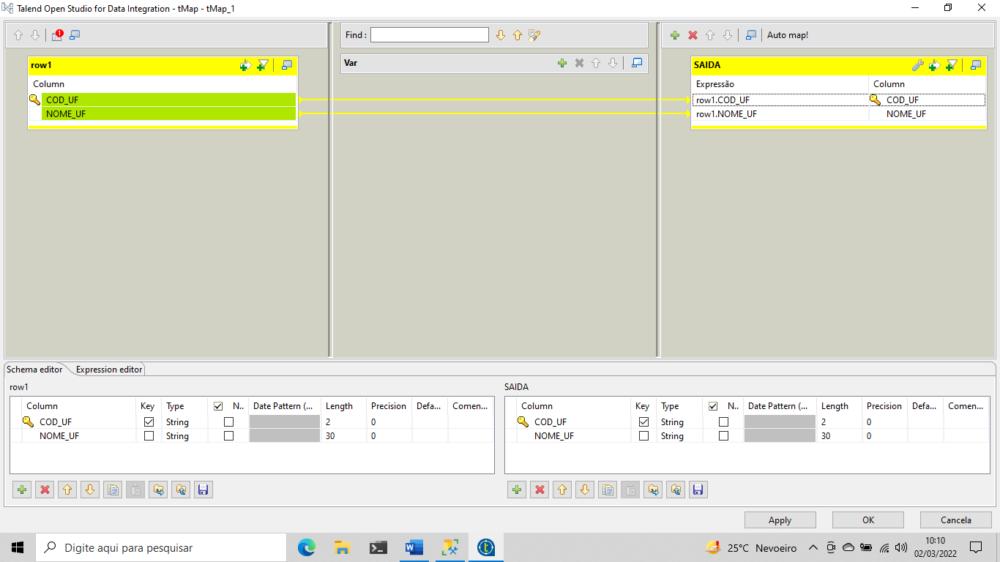 Talend Open Studio for Data Integration - tMap - tMap_1
1
Find :
Auto map!
row1
Column
COD_UF
NOME_UF
Var
SAIDA
Expressão Column
row1.COD_UF COD_UF
row1.NOME_UF NOME_UF
Schema editor Expression editor
row1
Column Key Type N.. Date Pattern (... Length Precision Defa... Comen...
COD_UF String 2 0
NOME_UF String 30 0
SAIDA
Column Key Type N.. Date Pattern (... Length Precision Defa... Comen...
COD_UF String 2 0
NOME_UF String 30 0
Apply OK Cancela
Digite aqui para pesquisar
25°C Nevoeiro
10:10
02/03/2022